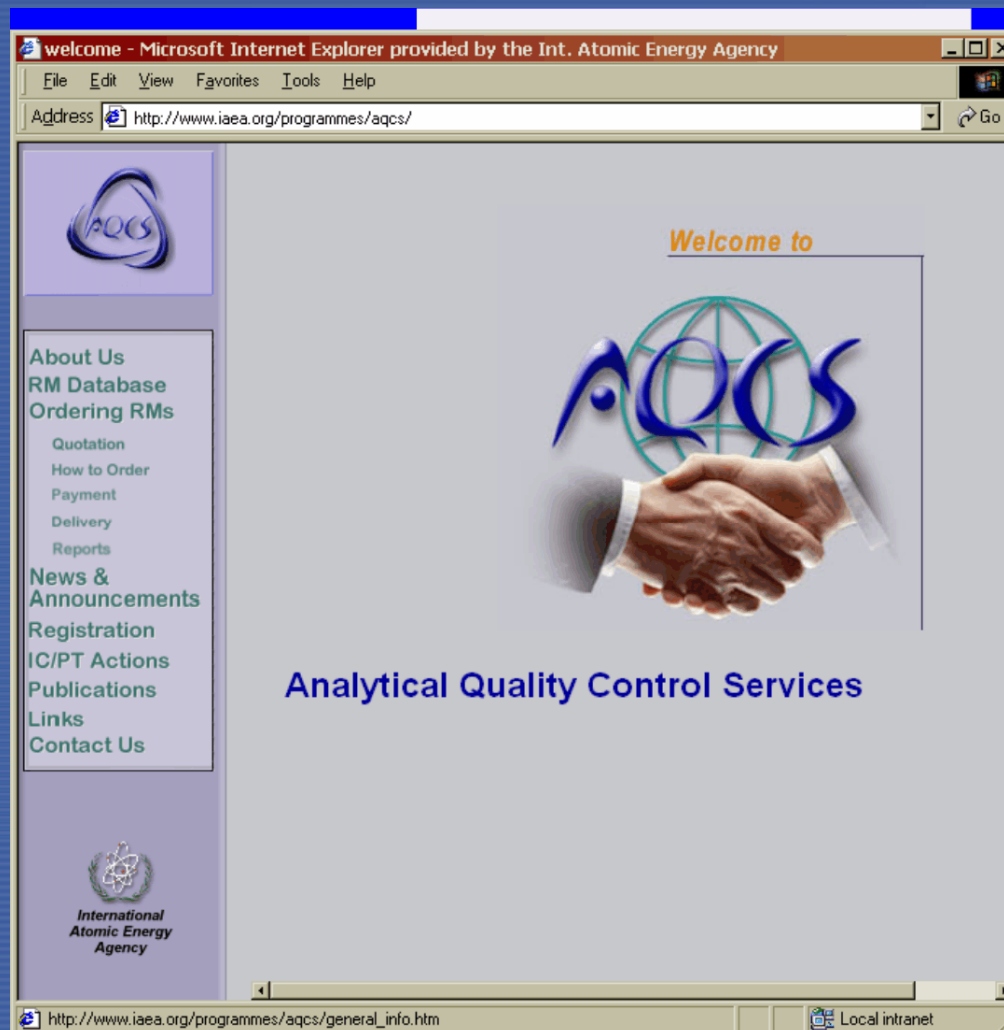 welcome - Microsoft Internet Explorer provided by the Int. Atomic Energy Agency
File Edit View Favorites Tools Help
Address http://www.iaea.org/programmes/aqcs/ Go
AQCS
Welcome to
AQCS
About Us
RM Database
Ordering RMs
Quotation
How to Order
Payment
Delivery
Reports
News &
Announcements
Registration
IC/PT Actions
Publications
Links
Contact Us
Analytical Quality Control Services
International
Atomic Energy
Agency
http://www.iaea.org/programmes/aqcs/general_info.htm Local intranet